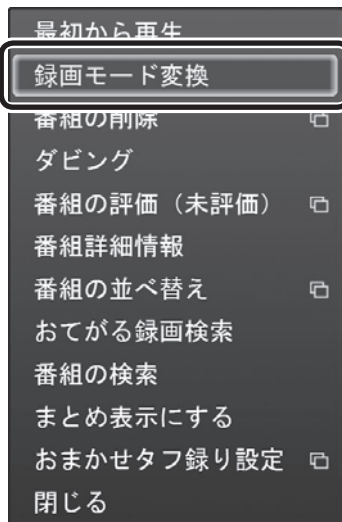 最初から再生
録画モード変換
番組の削除
ダビング
番組の評価（未評価）
番組詳細情報
番組の並べ替え
おてがる録画検索
番組の検索
まとめ表示にする
おまかせタフ録り設定
閉じる